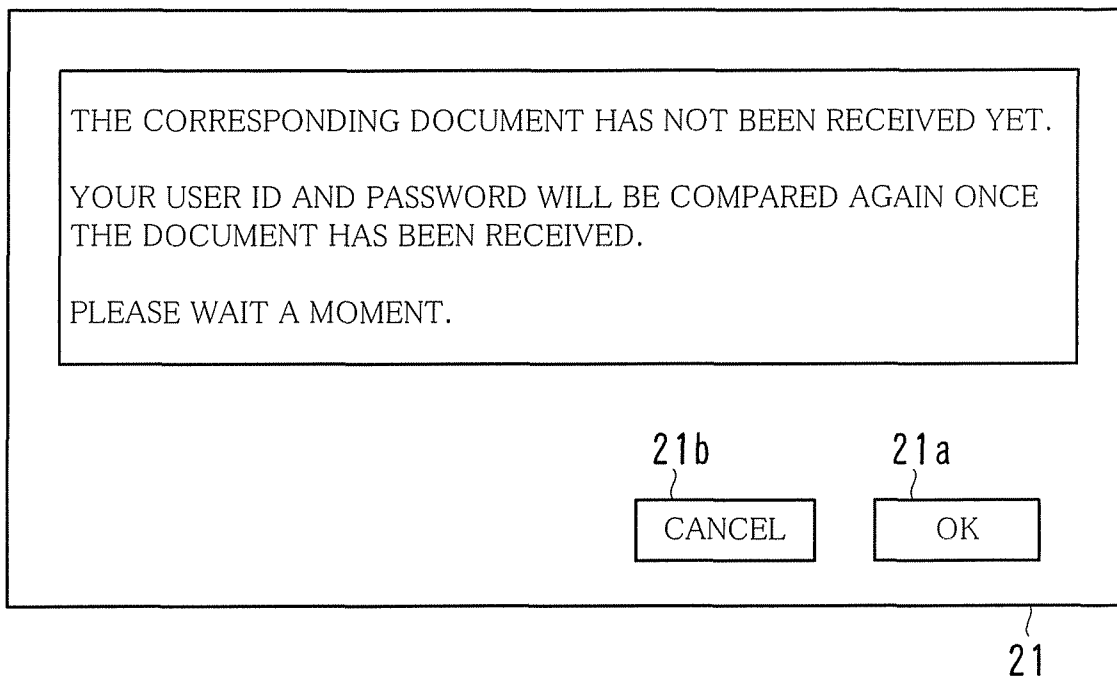 THE CORRESPONDING DOCUMENT HAS NOT BEEN RECEIVED YET.
YOUR USER ID AND PASSWORD WILL BE COMPARED AGAIN ONCE
THE DOCUMENT HAS BEEN RECEIVED.
PLEASE WAIT A MOMENT.
21b 21a
CANCEL OK
21